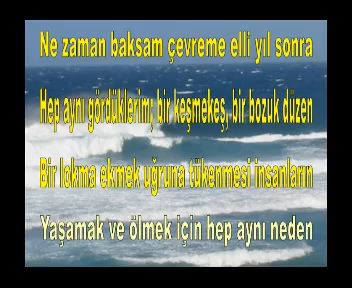 Ne zaman baksam çevreme elli yıl sonra
Hep aynı gördüklerim; bir keşmekeş, bir bozuk düzen
Bir lokma ekmek uğruna tükenmesi insanların
Yaşamak ve ölmek için hep aynı neden